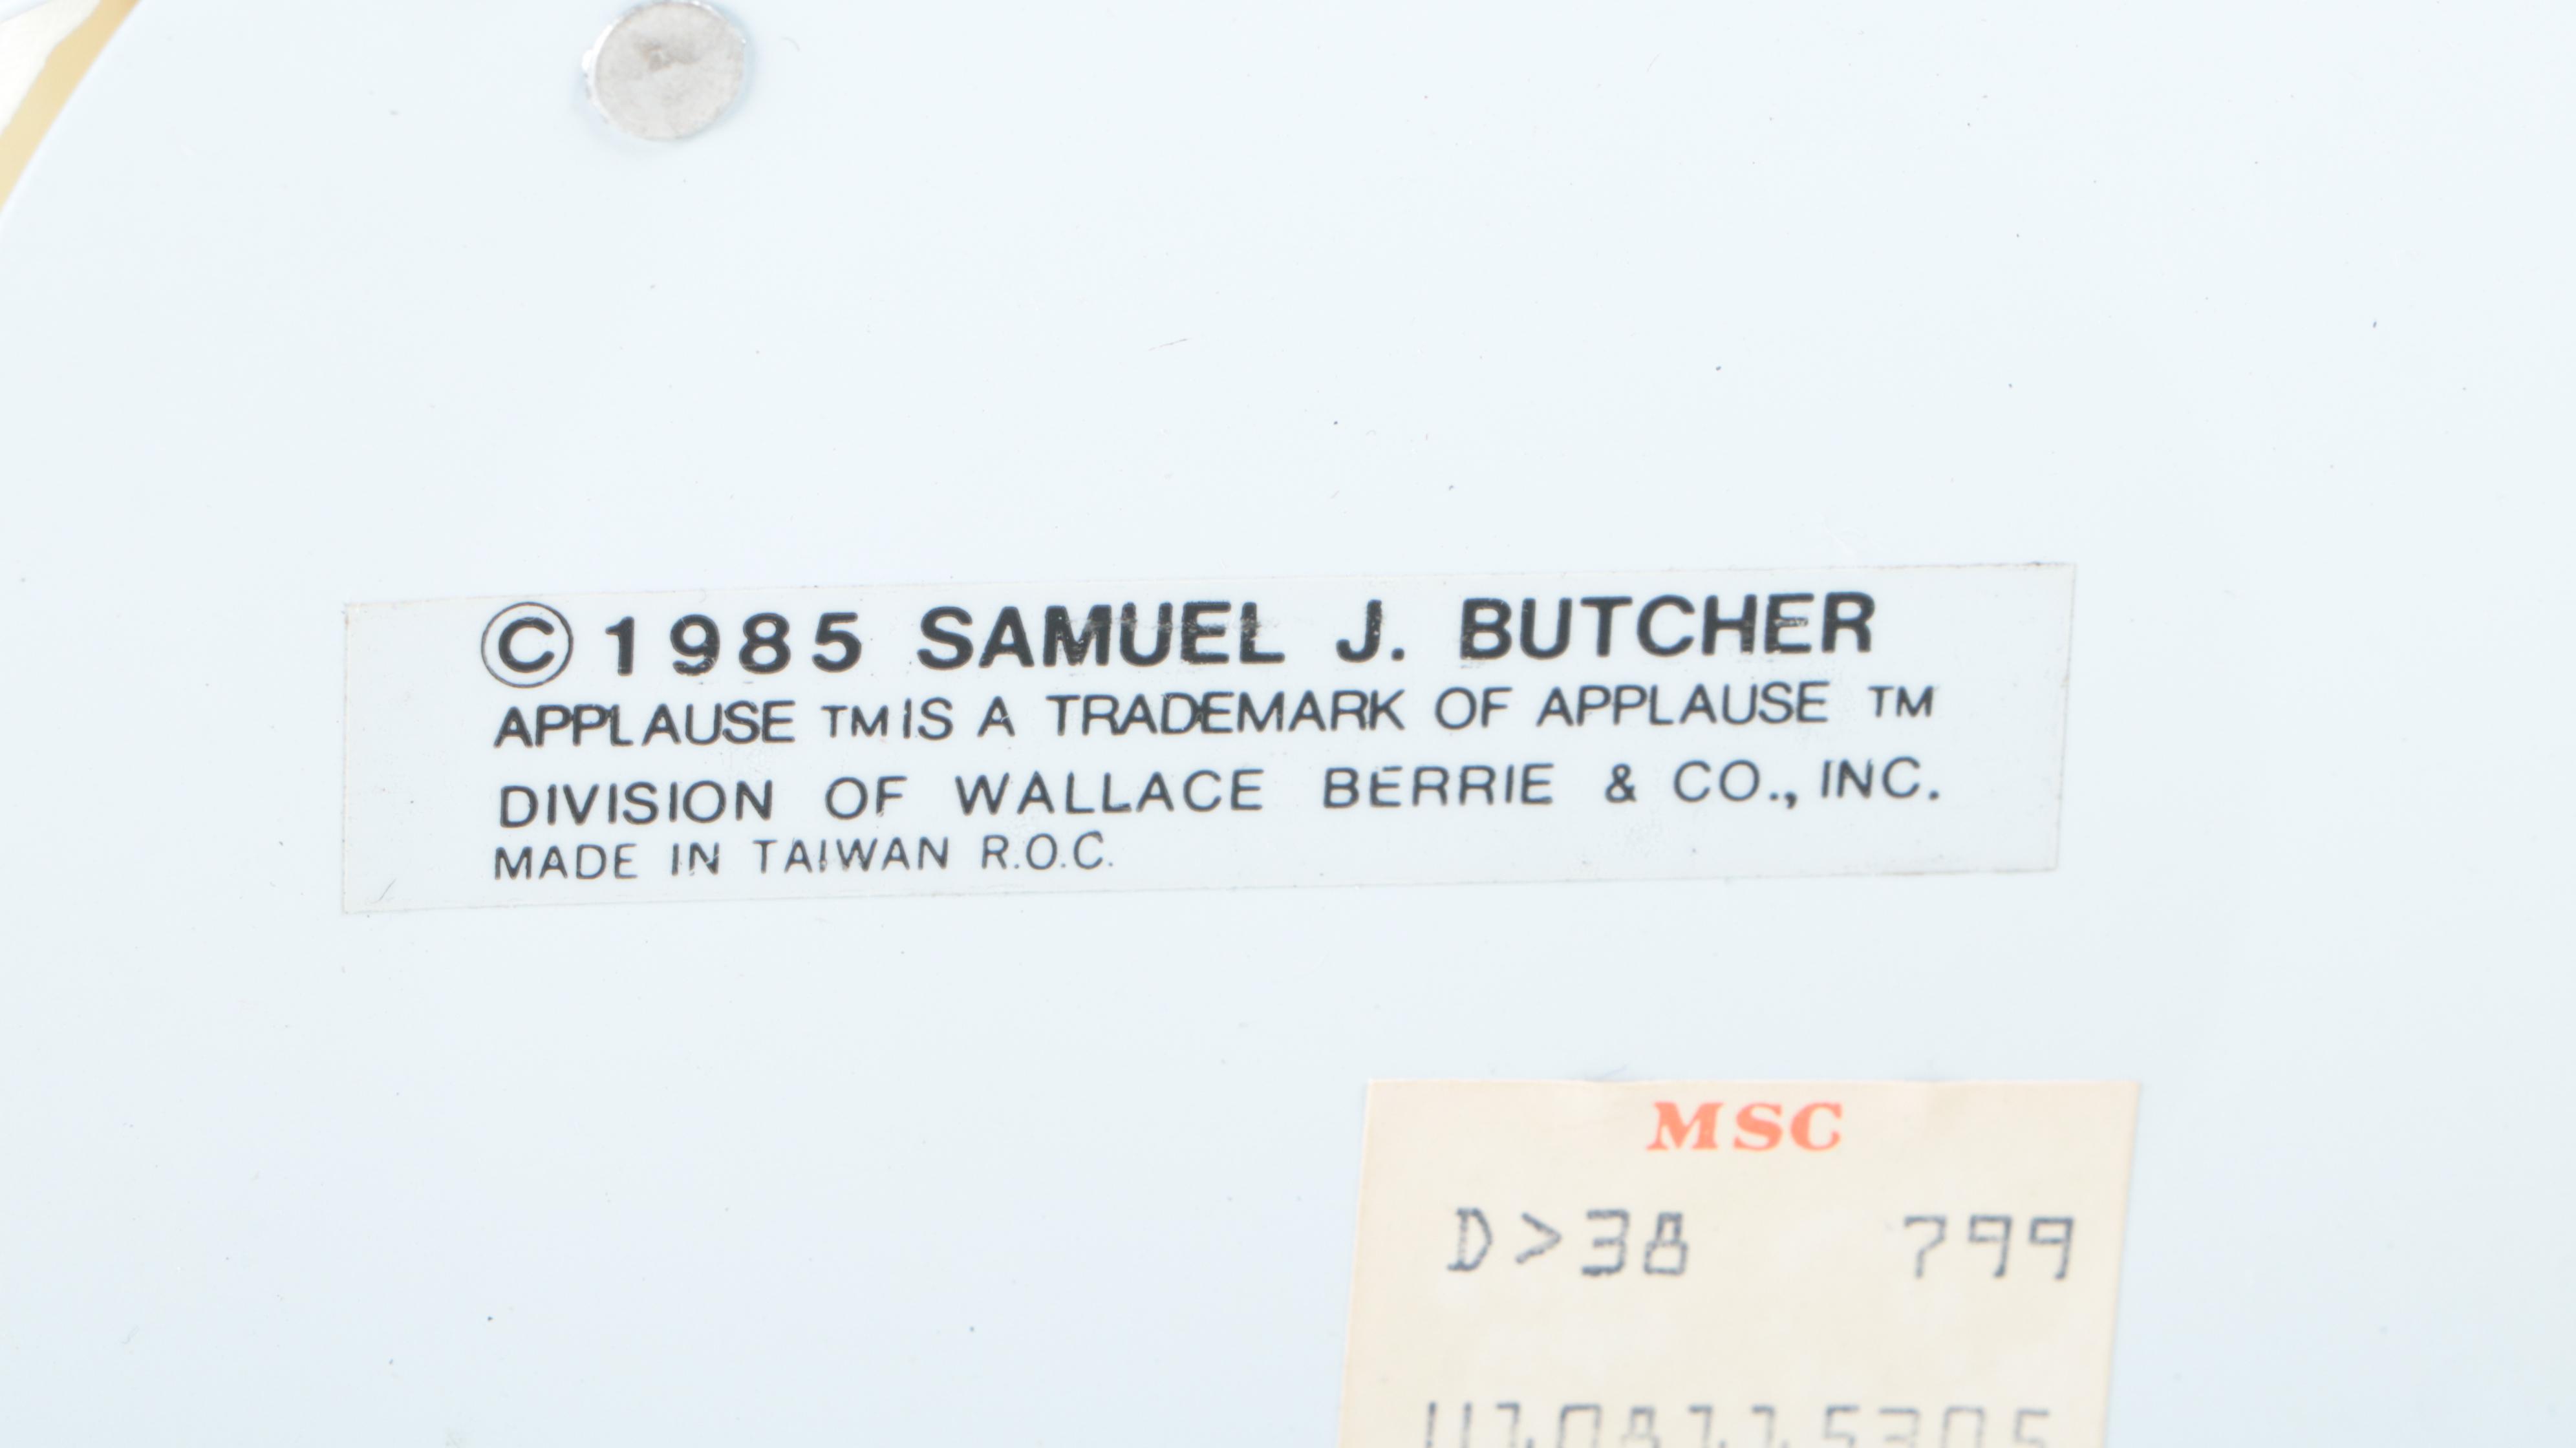 © 1985 SAMUEL J. BUTCHER
APPLAUSE TM IS A TRADEMARK OF APPLAUSE TM
DIVISION OF WALLACE BERRIE & CO., INC.
MADE IN TAIWAN R.O.C.
MSC
D>38 799